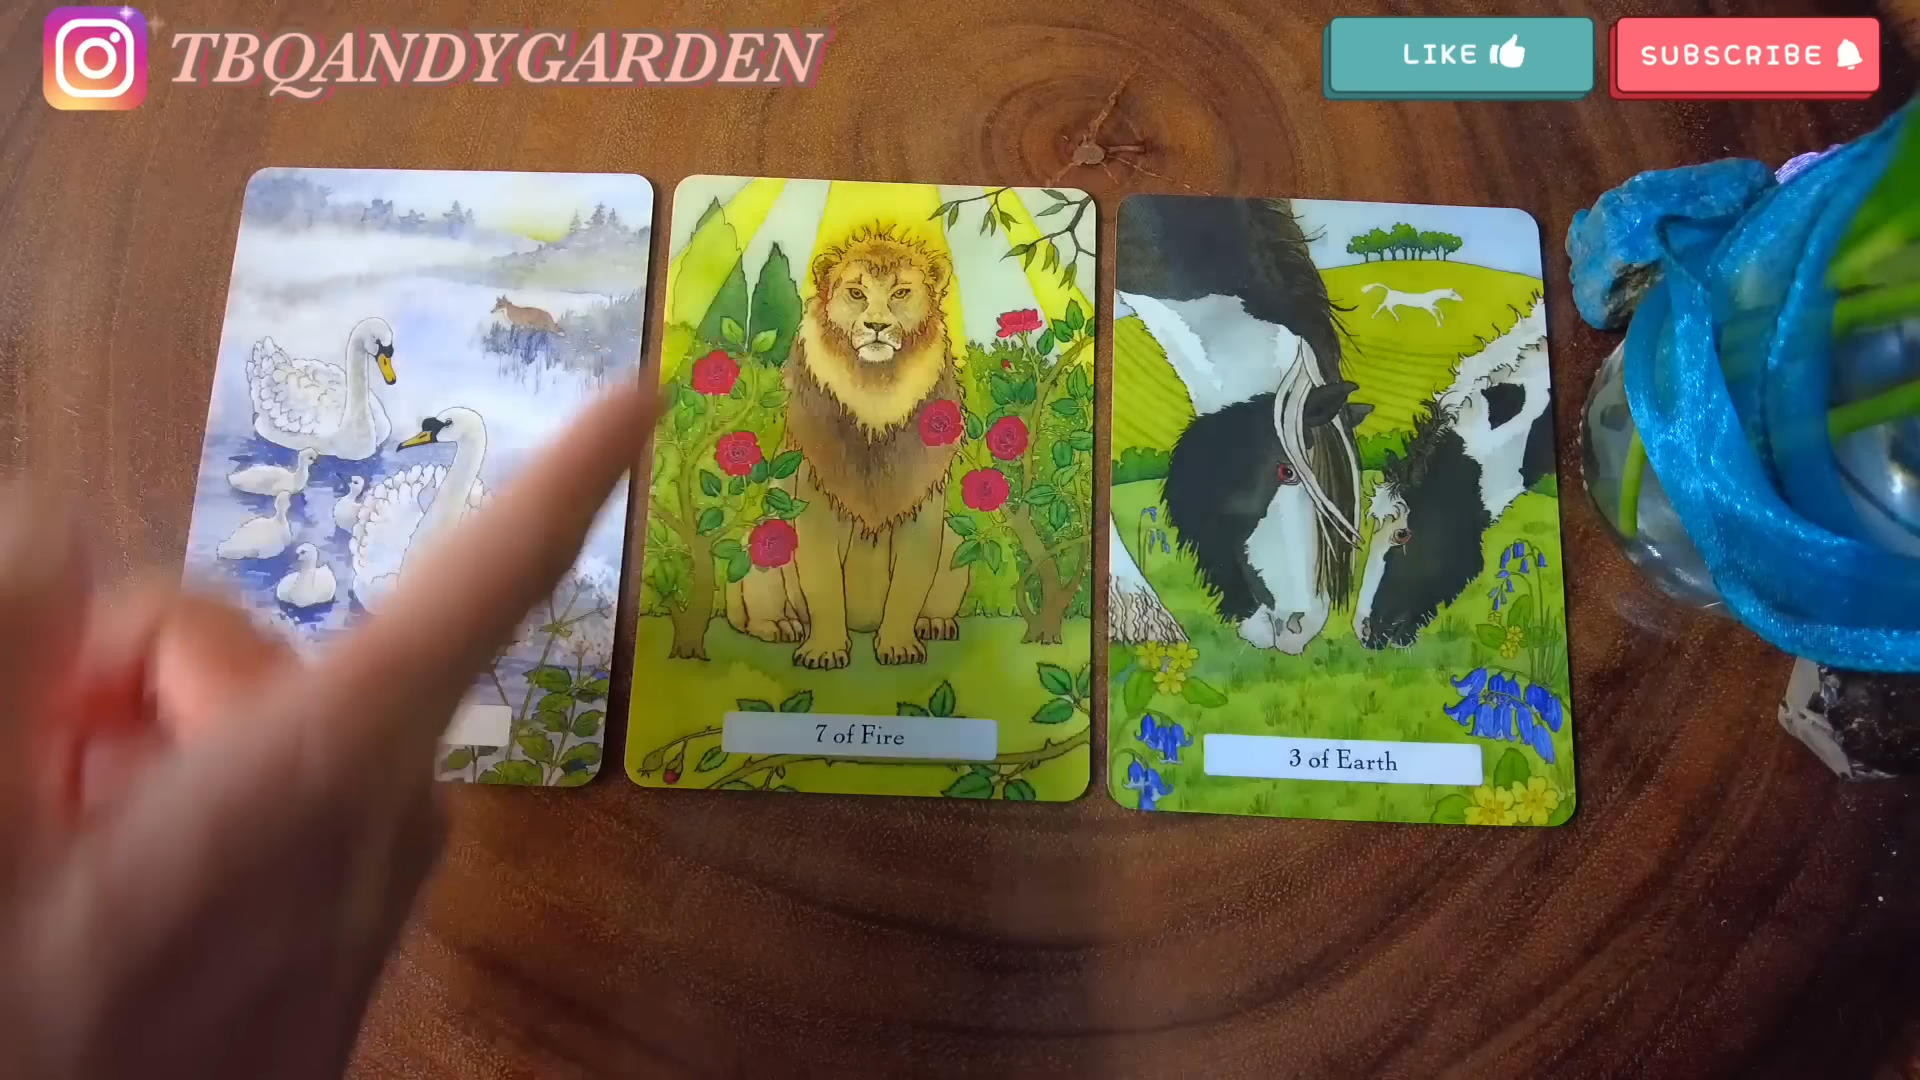 TBQANDYGARDEN
LIKE
SUBSCRIBE
7 of Fire
3 of Earth